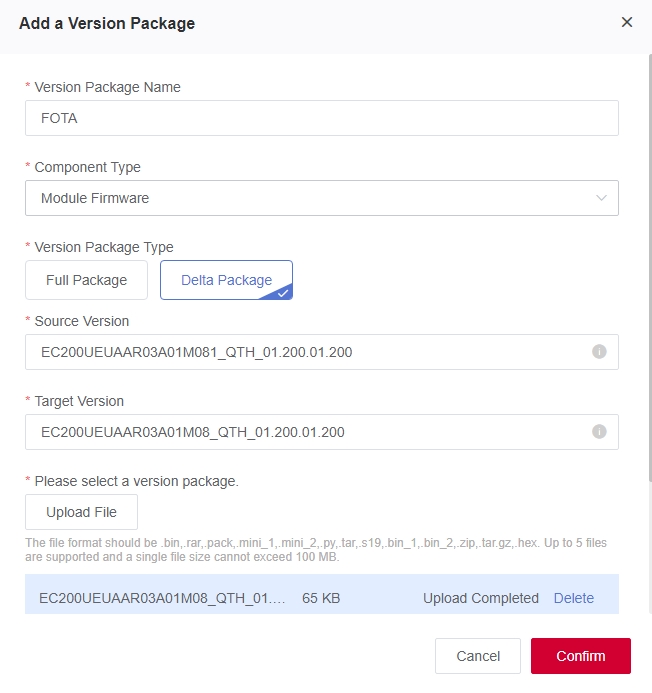 Add a Version Package
* Version Package Name
FOTA
* Component Type
Module Firmware
* Version Package Type
Full Package
Delta Package
* Source Version
EC200UEUAAR03A01M081_QTH_01.200.01.200
* Target Version
EC200UEUAAR03A01M08_QTH_01.200.01.200
* Please select a version package.
Upload File
The file format should be .bin,.rar,.pack,.mini_1,.mini_2,.py,.tar,.s19,.bin_1,.bin_2,.zip,.tar.gz,.hex. Up to 5 files
are supported and a single file size cannot exceed 100 MB.
EC200UEUAAR03A01M08_QTH_01.... 65 KB Upload Completed Delete
Cancel
Confirm